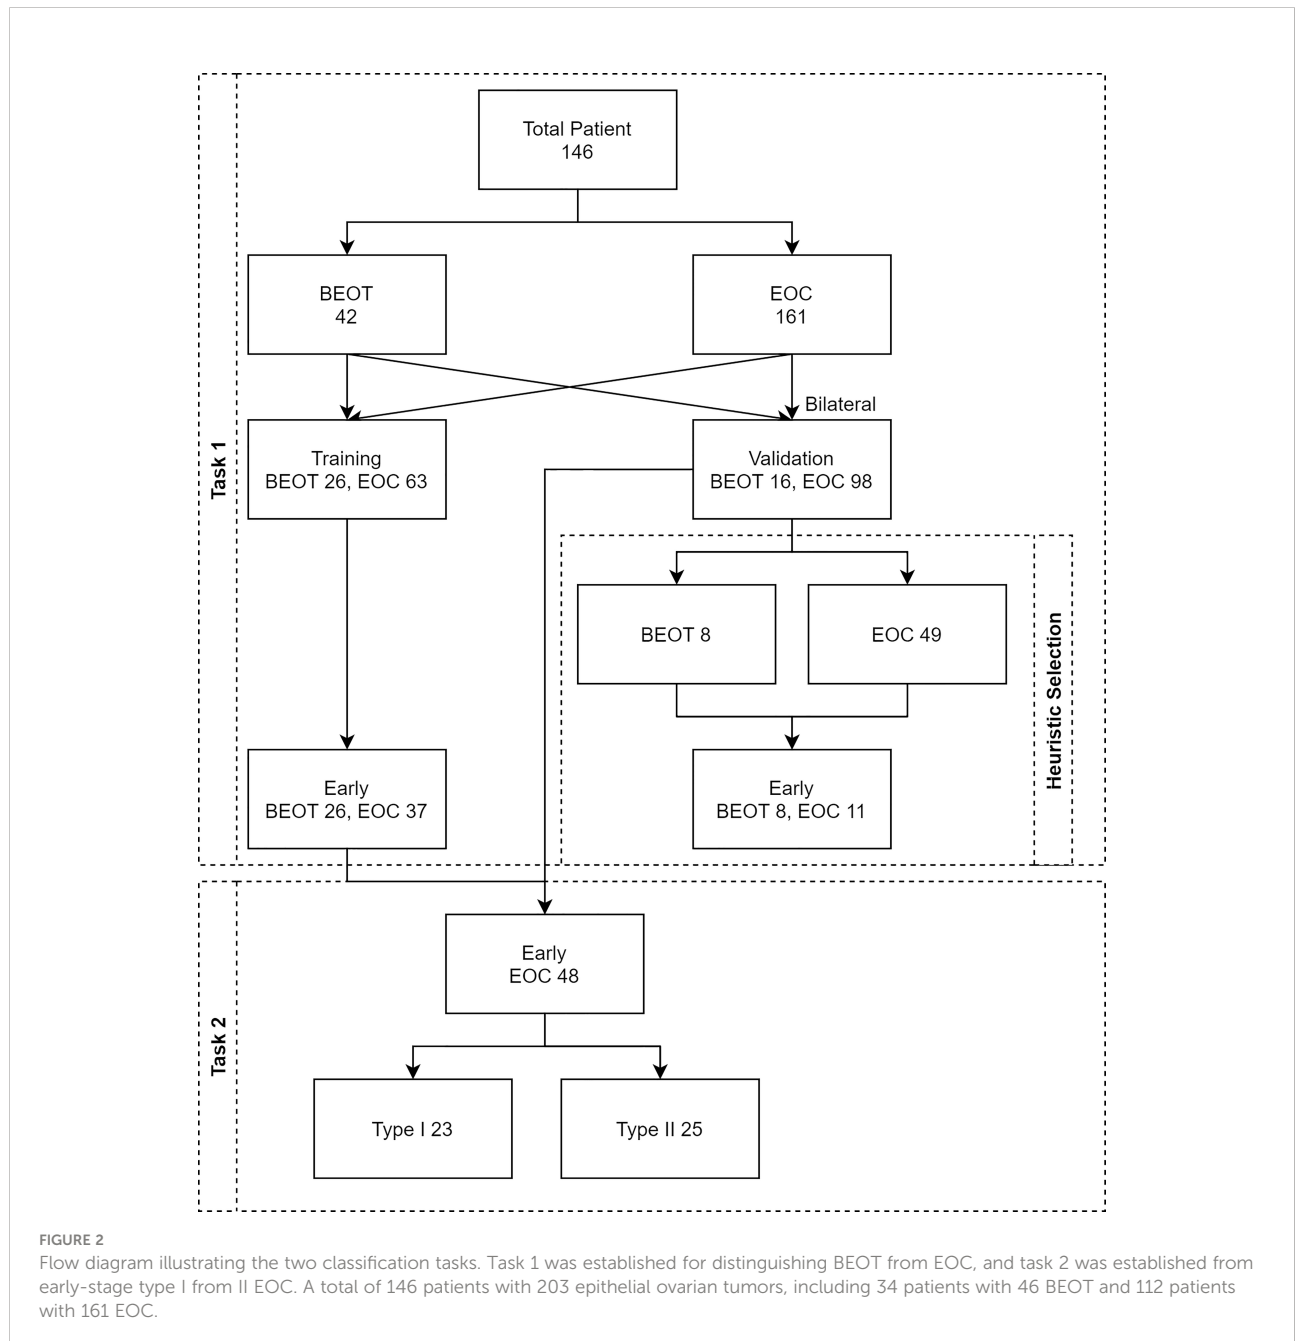 Total Patient
146
BEOT
42
EOC
161
Bilateral
Task 1
Training
BEOT 26, EOC 63
Validation
BEOT 16, EOC 98
BEOT 8
EOC 49
Heuristic Selection
Early
BEOT 26, EOC 37
Early
BEOT 8, EOC 11
Task 2
Early
EOC 48
Type I 23
Type II 25
FIGURE 2
Flow diagram illustrating the two classification tasks. Task 1 was established for distinguishing BEOT from EOC, and task 2 was established from
early-stage type I from II EOC. A total of 146 patients with 203 epithelial ovarian tumors, including 34 patients with 46 BEOT and 112 patients
with 161 EOC.